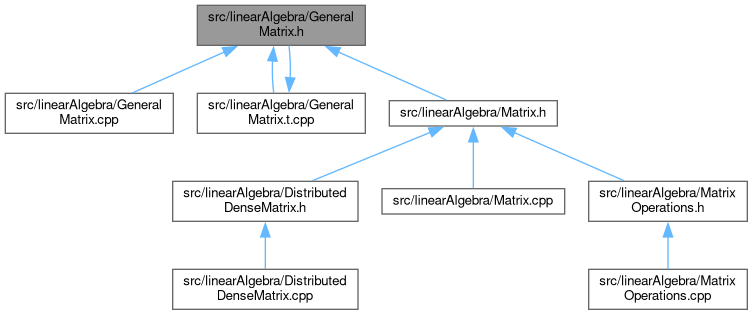 src/linearAlgebra/General
Matrix.h
src/linearAlgebra/General
Matrix.cpp
src/linearAlgebra/General
Matrix.t.cpp
src/linearAlgebra/Matrix.h
src/linearAlgebra/Distributed
DenseMatrix.h
src/linearAlgebra/Matrix.cpp
src/linearAlgebra/Matrix
Operations.h
src/linearAlgebra/Distributed
DenseMatrix.cpp
src/linearAlgebra/Matrix
Operations.cpp